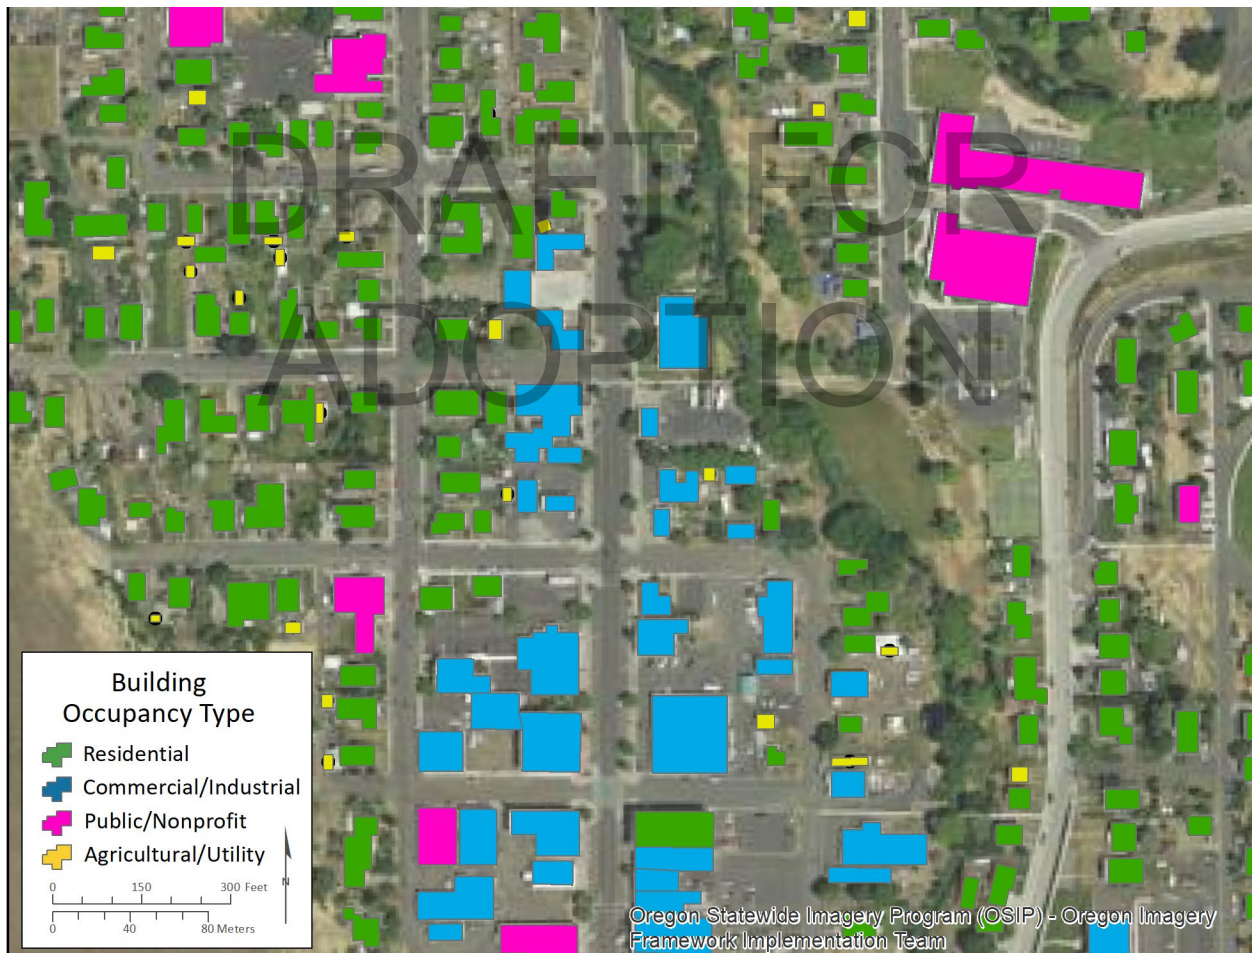 DRAFT FOR
ADOPTION
Building
Occupancy Type
Residential
Commercial/Industrial
Public/Nonprofit
Agricultural/Utility
0 150 300 Feet
0 40 80 Meters
N
Oregon Statewide Imagery Program (OSIP) - Oregon Imagery
Framework Implementation Team